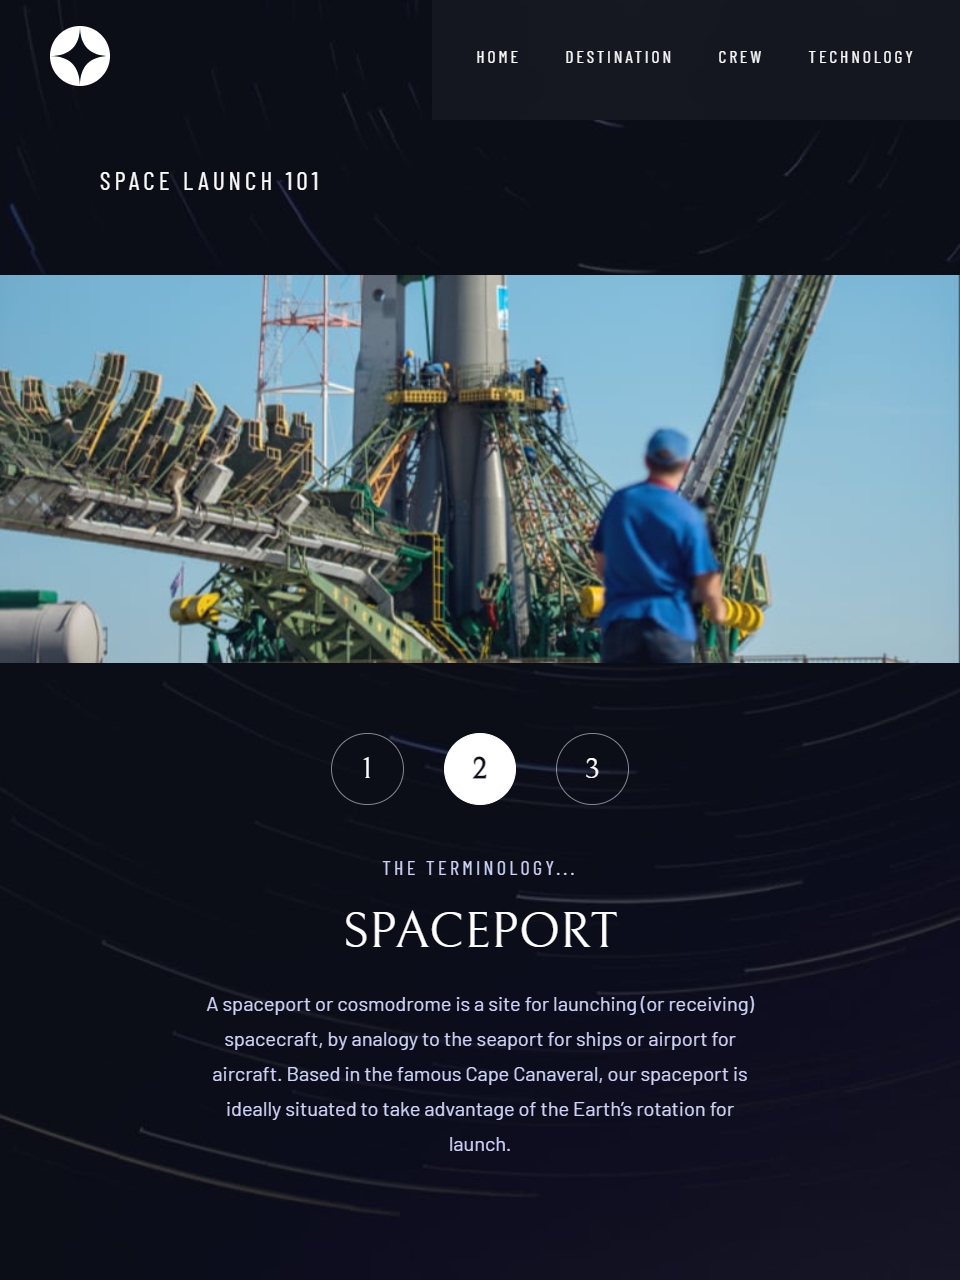 HOME DESTINATION CREW TECHNOLOGY
SPACE LAUNCH 101
1 2 3
THE TERMINOLOGY...
SPACEPORT
A spaceport or cosmodrome is a site for launching (or receiving)
spacecraft, by analogy to the seaport for ships or airport for
aircraft. Based in the famous Cape Canaveral, our spaceport is
ideally situated to take advantage of the Earth’s rotation for
launch.